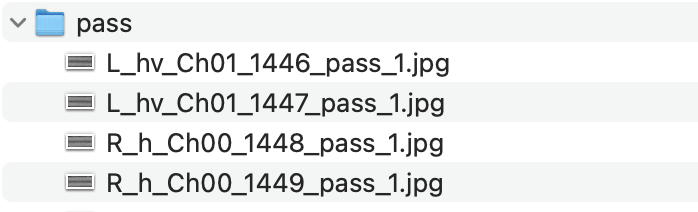 pass
L_hv_Ch01_1446_pass_1.jpg
L_hv_Ch01_1447_pass_1.jpg
R_h_Ch00_1448_pass_1.jpg
R_h_Ch00_1449_pass_1.jpg